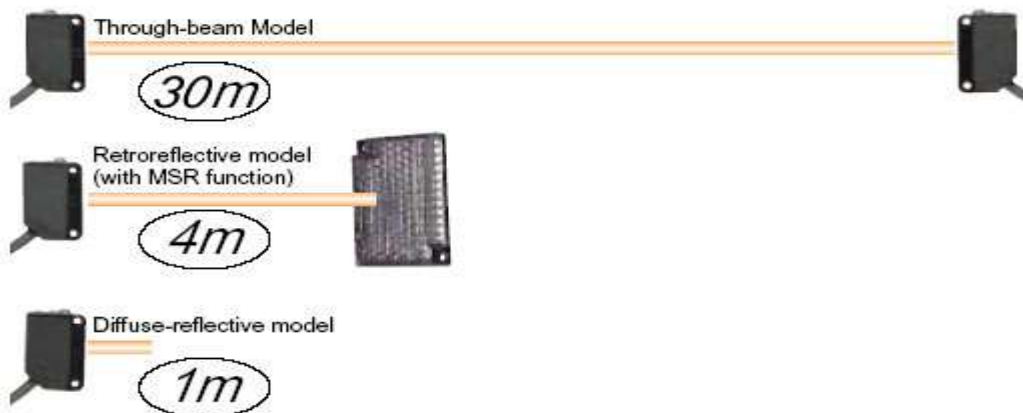 Through-beam Model
30m
Retroreflective model
(with MSR function)
4m
Diffuse-reflective model
1m